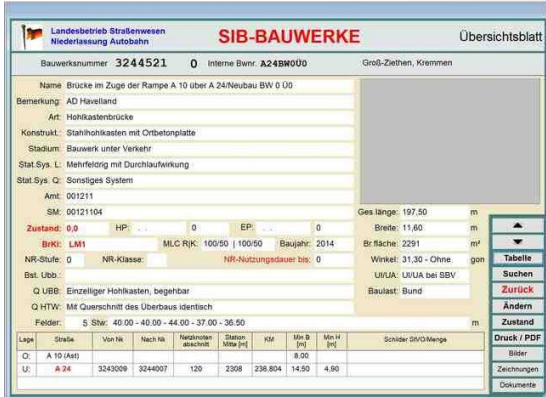 Landesbetrieb Straßenwesen
Niederlassung Autobahn
SIB-BAUWERKE
Übersichtsblatt
Bauwerksnummer 3244521 0 Interne Bwnr. A24BW0Ü0 Groß-Ziethen, Kremmen
Name Brücke im Zuge der Rampe A 10 über A 24/Neubau BW 0 Ü0
Bemerkung: AD Havelland
Art: Hohlkastenbrücke
Konstrukt.: Stahlhohlkasten mit Ortbetonplatte
Stadium: Bauwerk unter Verkehr
Stat.Sys. L: Mehrfeldrig mit Durchlaufwirkung
Stat.Sys. Q: Sonstiges System
Amt: 001211
SM: 00121104 Ges.länge: 197,50 m
Zustand: 0,0 HP: . . 0 EP: . . 0 Breite: 11,60 m
BrKl: LM1 MLC R|K: 100/50 | 100/50 Baujahr: 2014 Br.fläche: 2291 m²
NR-Stufe: 0 NR-Klasse: NR-Nutzungsdauer bis: 0 Winkel: 31,30 - Ohne gon
Bst. Übb.: UI/UA: UI/UA bei SBV
Q ÜBB: Einzelliger Hohlkasten, begehbar Baulast: Bund
Q HTW: Mit Querschnitt des Überbaus identisch
Felder: 5 Stw: 40.00 - 40.00 - 44.00 - 37.00 - 36.50 m
Lage Straße Von Nk Nach Nk Netzknoten abschnitt Station Mitte [m] KM Min B [m] Min H [m] Schilder StVO/Menge
O: A 10 (Ast) 8,00
U: A 24 3243009 3244007 120 2308 236,804 14,50 4,90
Tabelle
Suchen
Zurück
Ändern
Zustand
Druck / PDF
Bilder
Zeichnungen
Dokumente